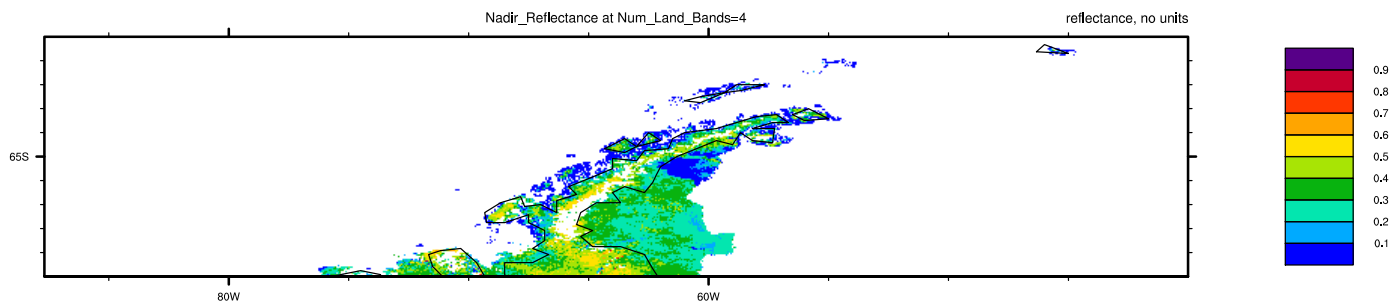 Nadir_Reflectance at Num_Land_Bands=4
reflectance, no units
65S
80W
60W
0.9
0.8
0.7
0.6
0.5
0.4
0.3
0.2
0.1